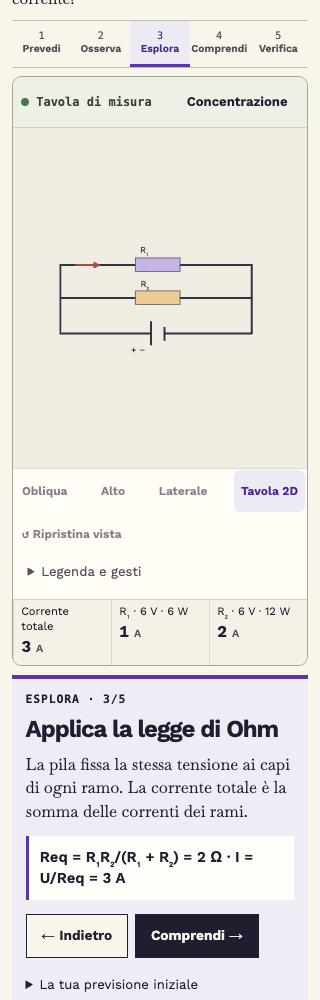 corrente?
1
Prevedi
2
Osserva
3
Esplora
4
Comprendi
5
Verifica
Tavola di misura
Concentrazione
R₁
R₂
+ −
Obliqua
Alto
Laterale
Tavola 2D
↺ Ripristina vista
▶ Legenda e gesti
Corrente
totale
3 A
R₁ · 6 V · 6 W
1 A
R₂ · 6 V · 12 W
2 A
ESPLORA · 3/5
Applica la legge di Ohm
La pila fissa la stessa tensione ai capi
di ogni ramo. La corrente totale è la
somma delle correnti dei rami.
Req = R₁R₂/(R₁ + R₂) = 2 Ω · I =
U/Req = 3 A
← Indietro
Comprendi →
▶ La tua previsione iniziale